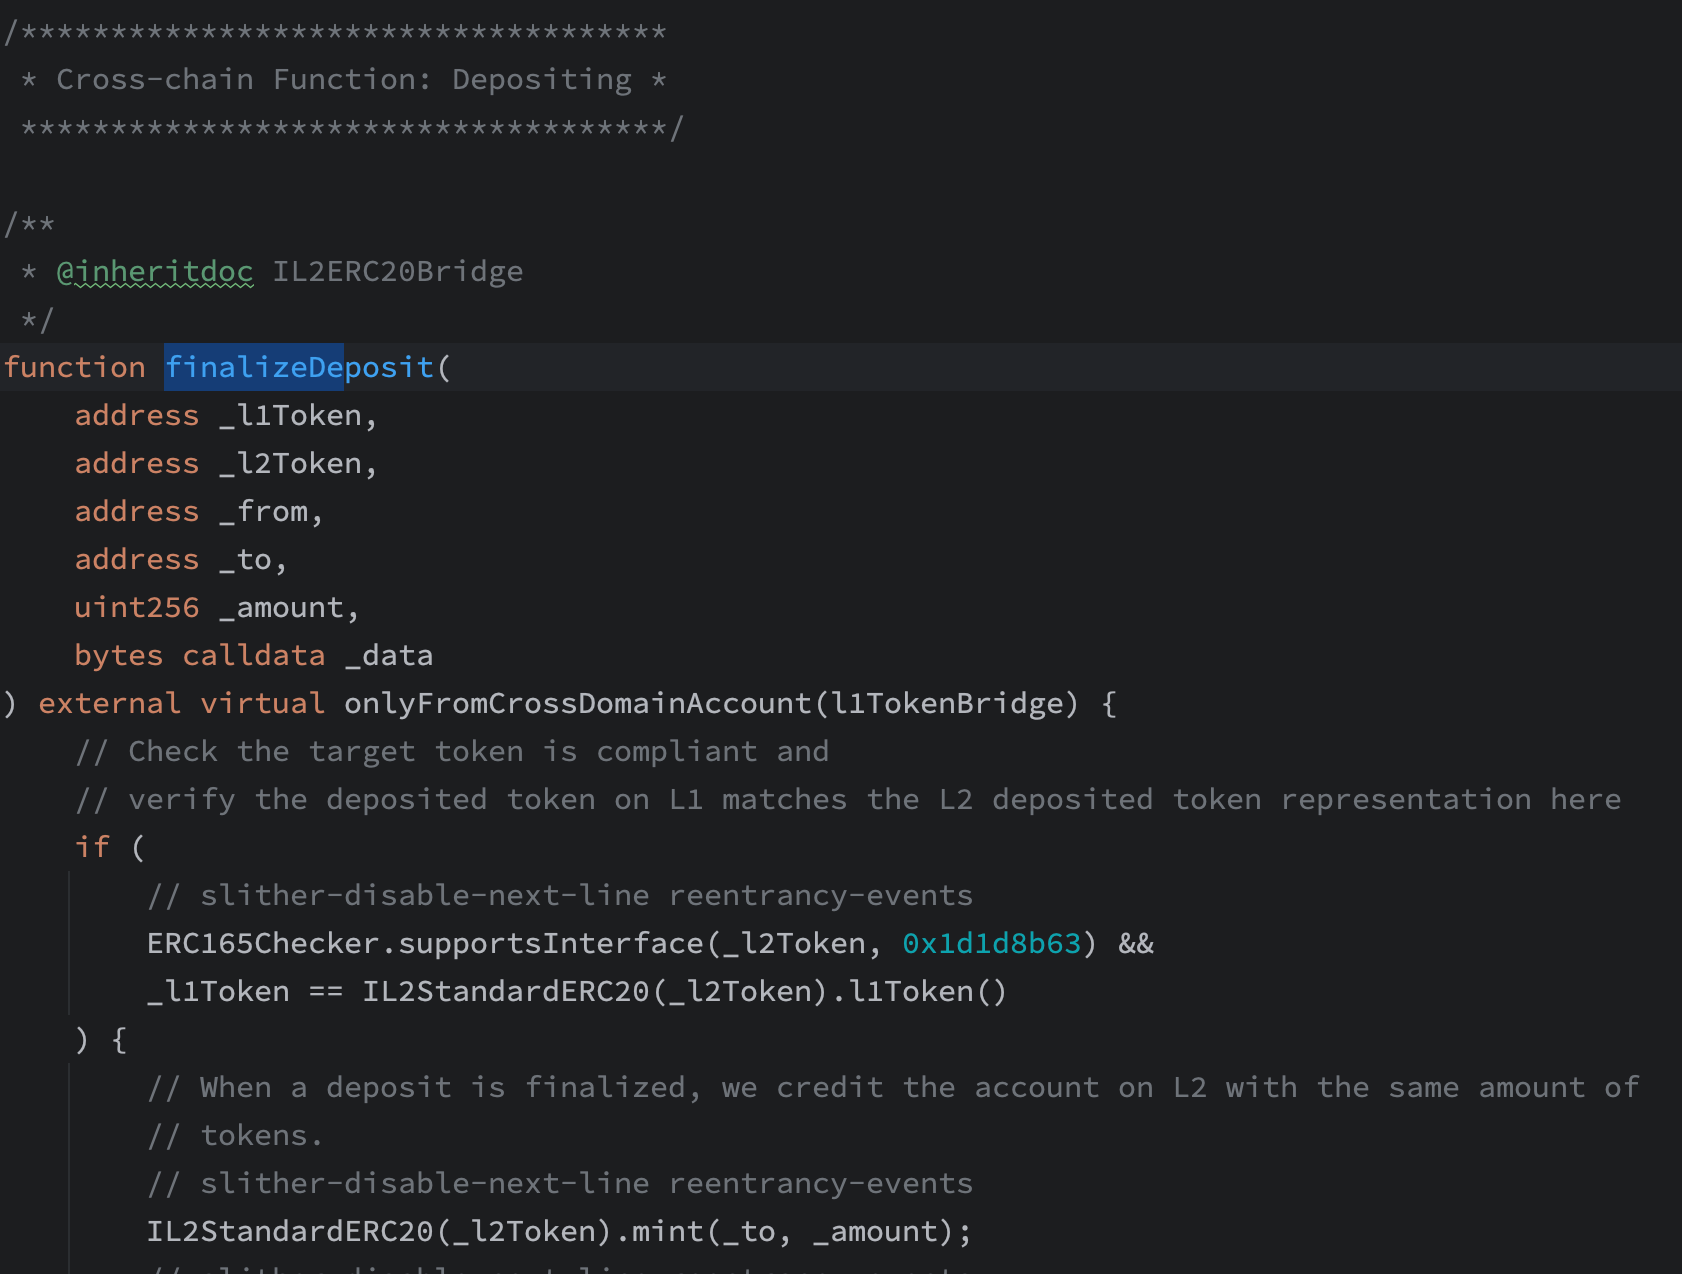 /************************************
 * Cross-chain Function: Depositing *
 ************************************/
/**
 * @inheritdoc IL2ERC20Bridge
 */
function finalizeDeposit(
    address _l1Token,
    address _l2Token,
    address _from,
    address _to,
    uint256 _amount,
    bytes calldata _data
) external virtual onlyFromCrossDomainAccount(l1TokenBridge) {
    // Check the target token is compliant and
    // verify the deposited token on L1 matches the L2 deposited token representation here
    if (
        // slither-disable-next-line reentrancy-events
        ERC165Checker.supportsInterface(_l2Token, 0x1d1d8b63) &&
        _l1Token == IL2StandardERC20(_l2Token).l1Token()
    ) {
        // When a deposit is finalized, we credit the account on L2 with the same amount of
        // tokens.
        // slither-disable-next-line reentrancy-events
        IL2StandardERC20(_l2Token).mint(_to, _amount);